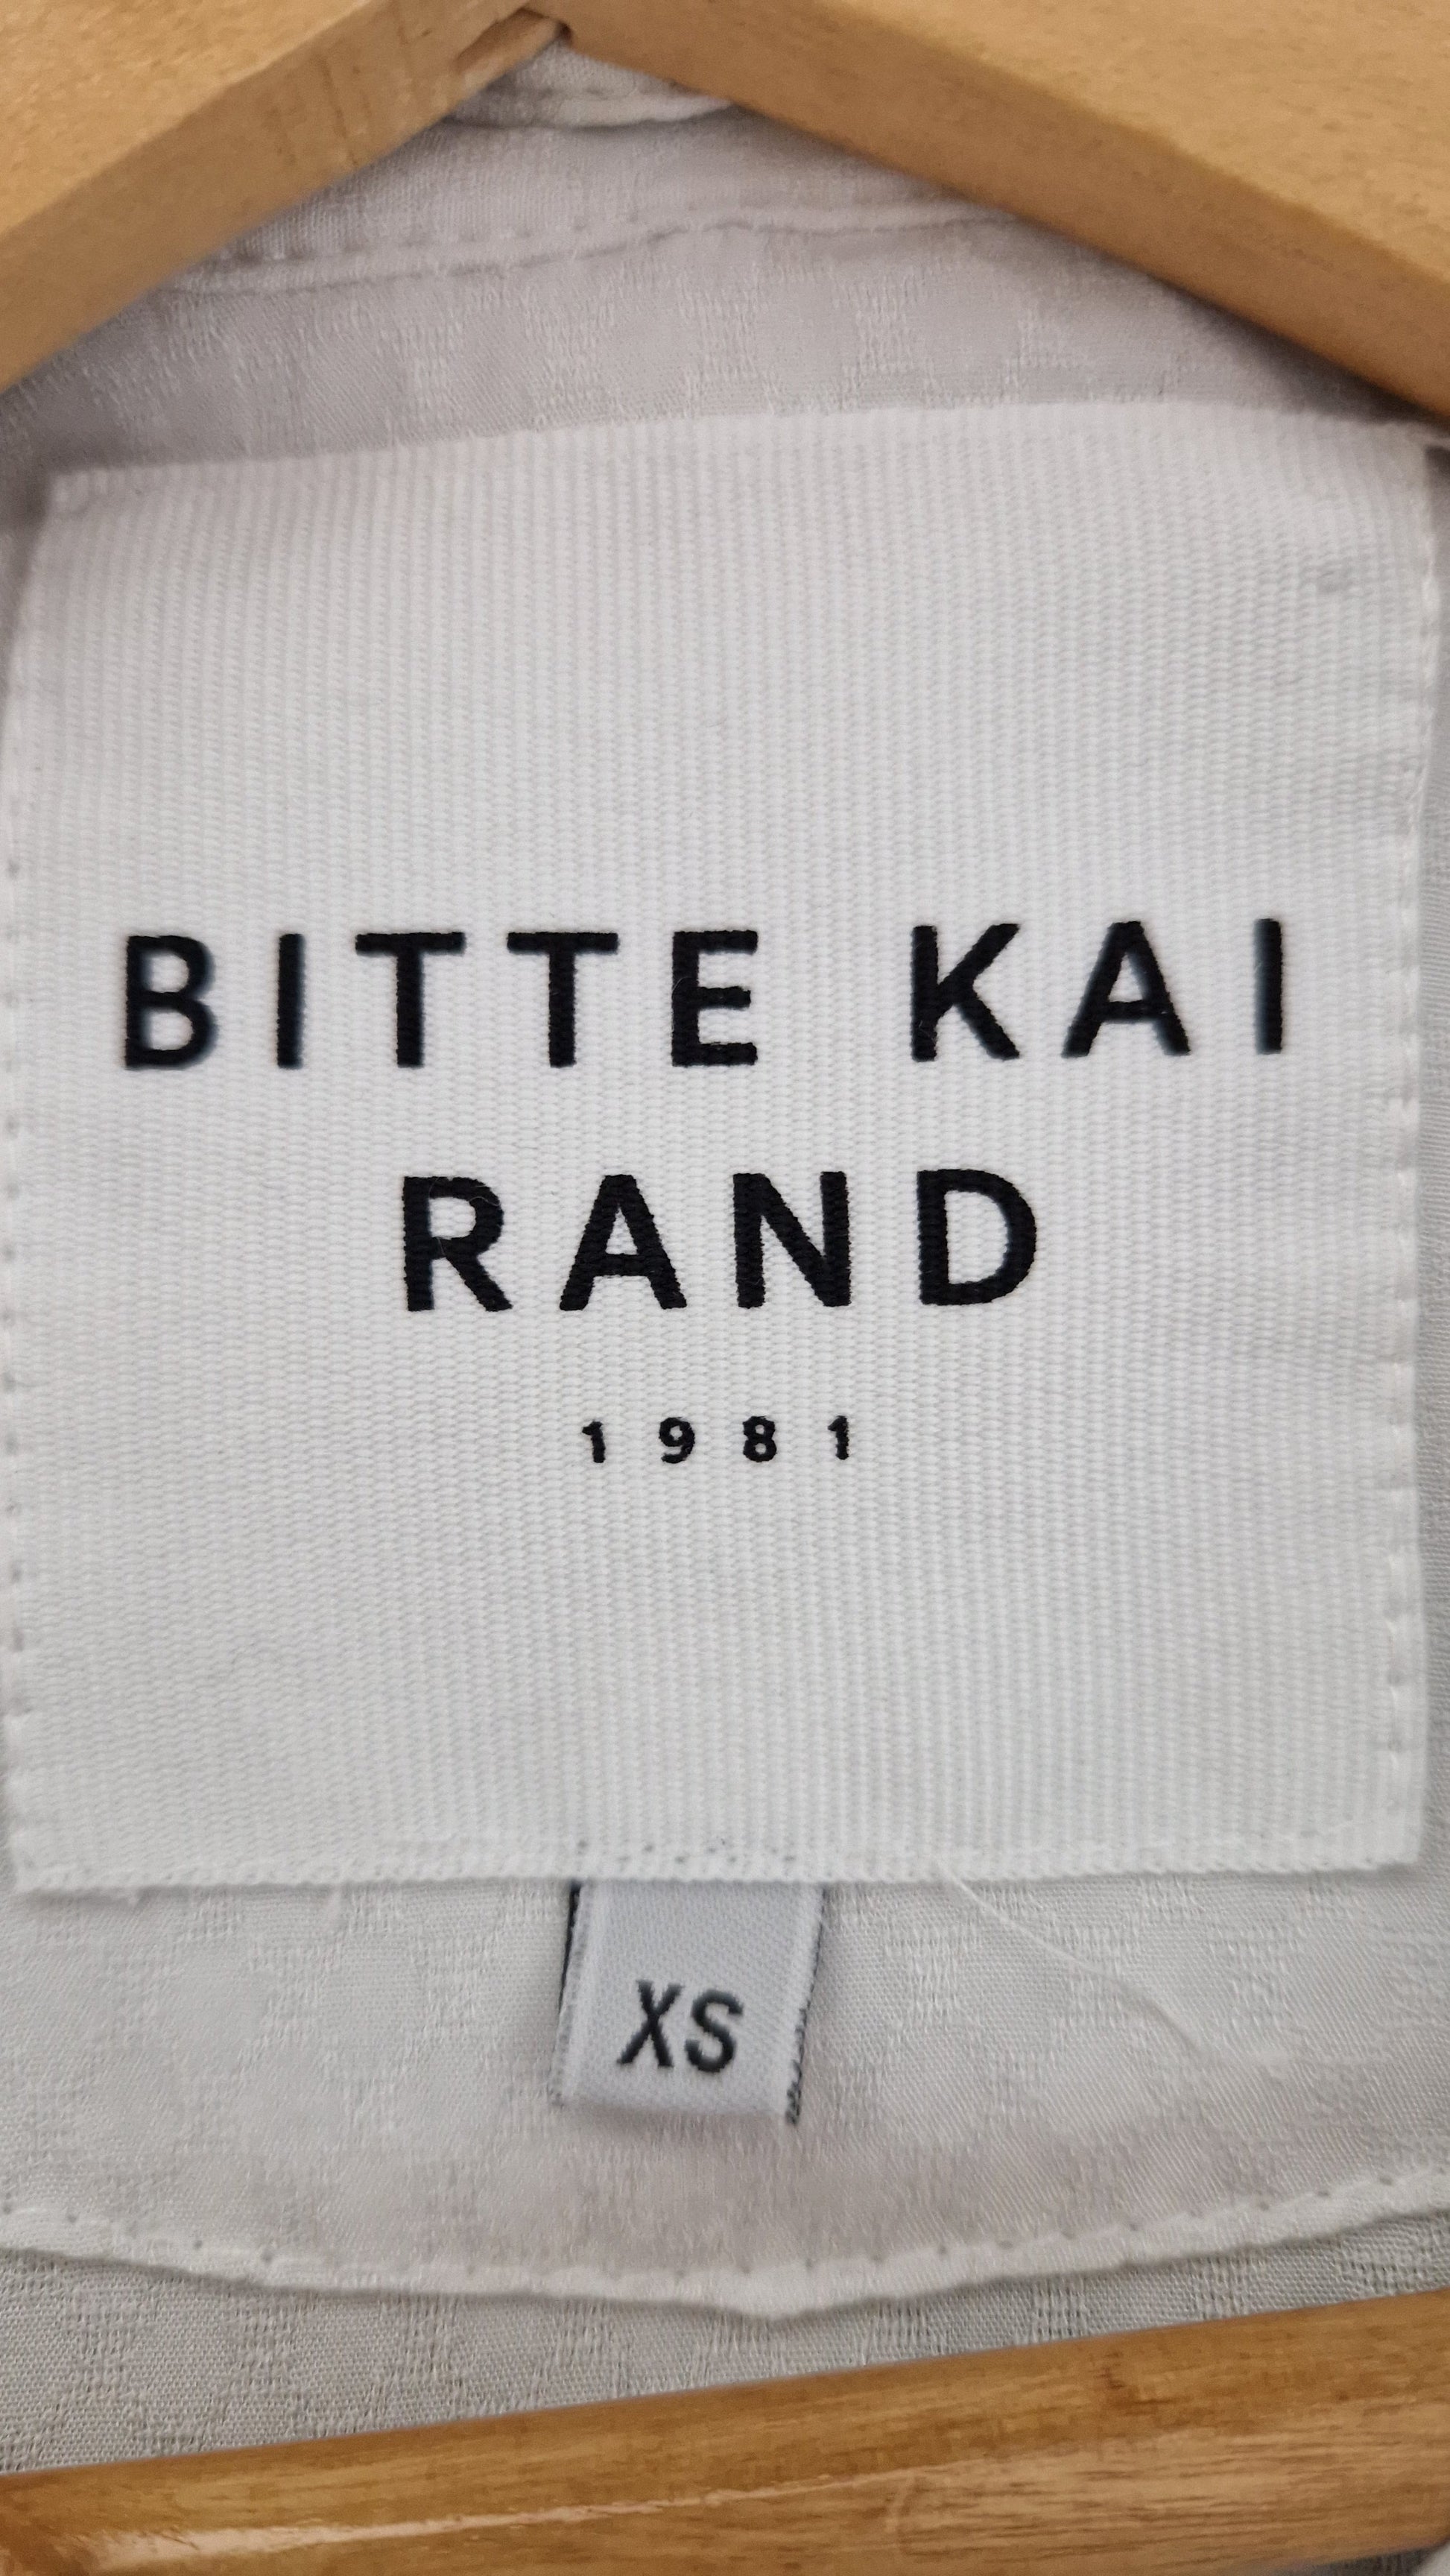 BITTE KAI
RAND
1981
XS